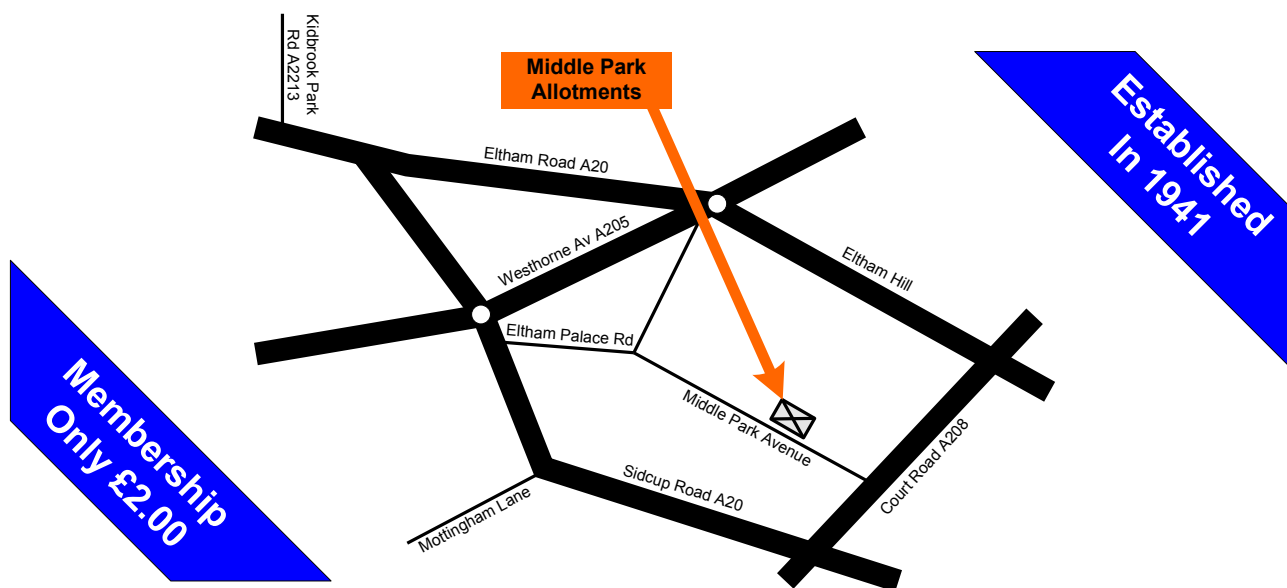 Kidbrook Park
Rd A2213
Middle Park
Allotments
Established
In 1941
Eltham Road A20
Westhorne Av A205
Eltham Hill
Eltham Palace Rd
Middle Park Avenue
Court Road A208
Sidcup Road A20
Mottingham Lane
Membership
Only £2.00